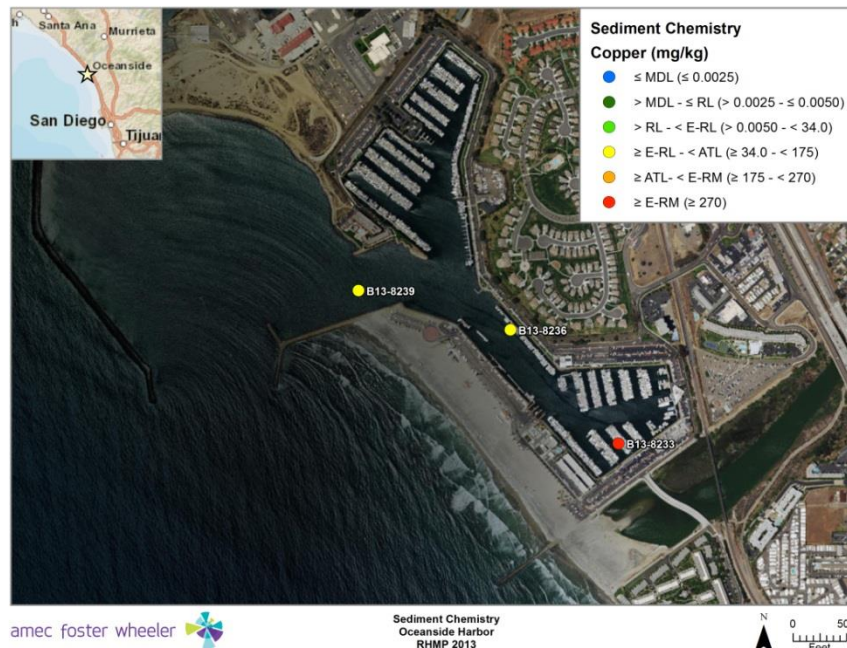 Santa Ana
Murrieta
Oceanside
San Diego
Tijua
Sediment Chemistry
Copper (mg/kg)
≤ MDL (≤ 0.0025)
> MDL - ≤ RL (> 0.0025 - ≤ 0.0050)
> RL - < E-RL (> 0.0050 - < 34.0)
≥ E-RL - < ATL (≥ 34.0 - < 175)
≥ ATL- < E-RM (≥ 175 - < 270)
≥ E-RM (≥ 270)
B13-8239
B13-8236
B13-8233
amec foster wheeler
Sediment Chemistry
Oceanside Harbor
RHMP 2013
N
0 50
Feet